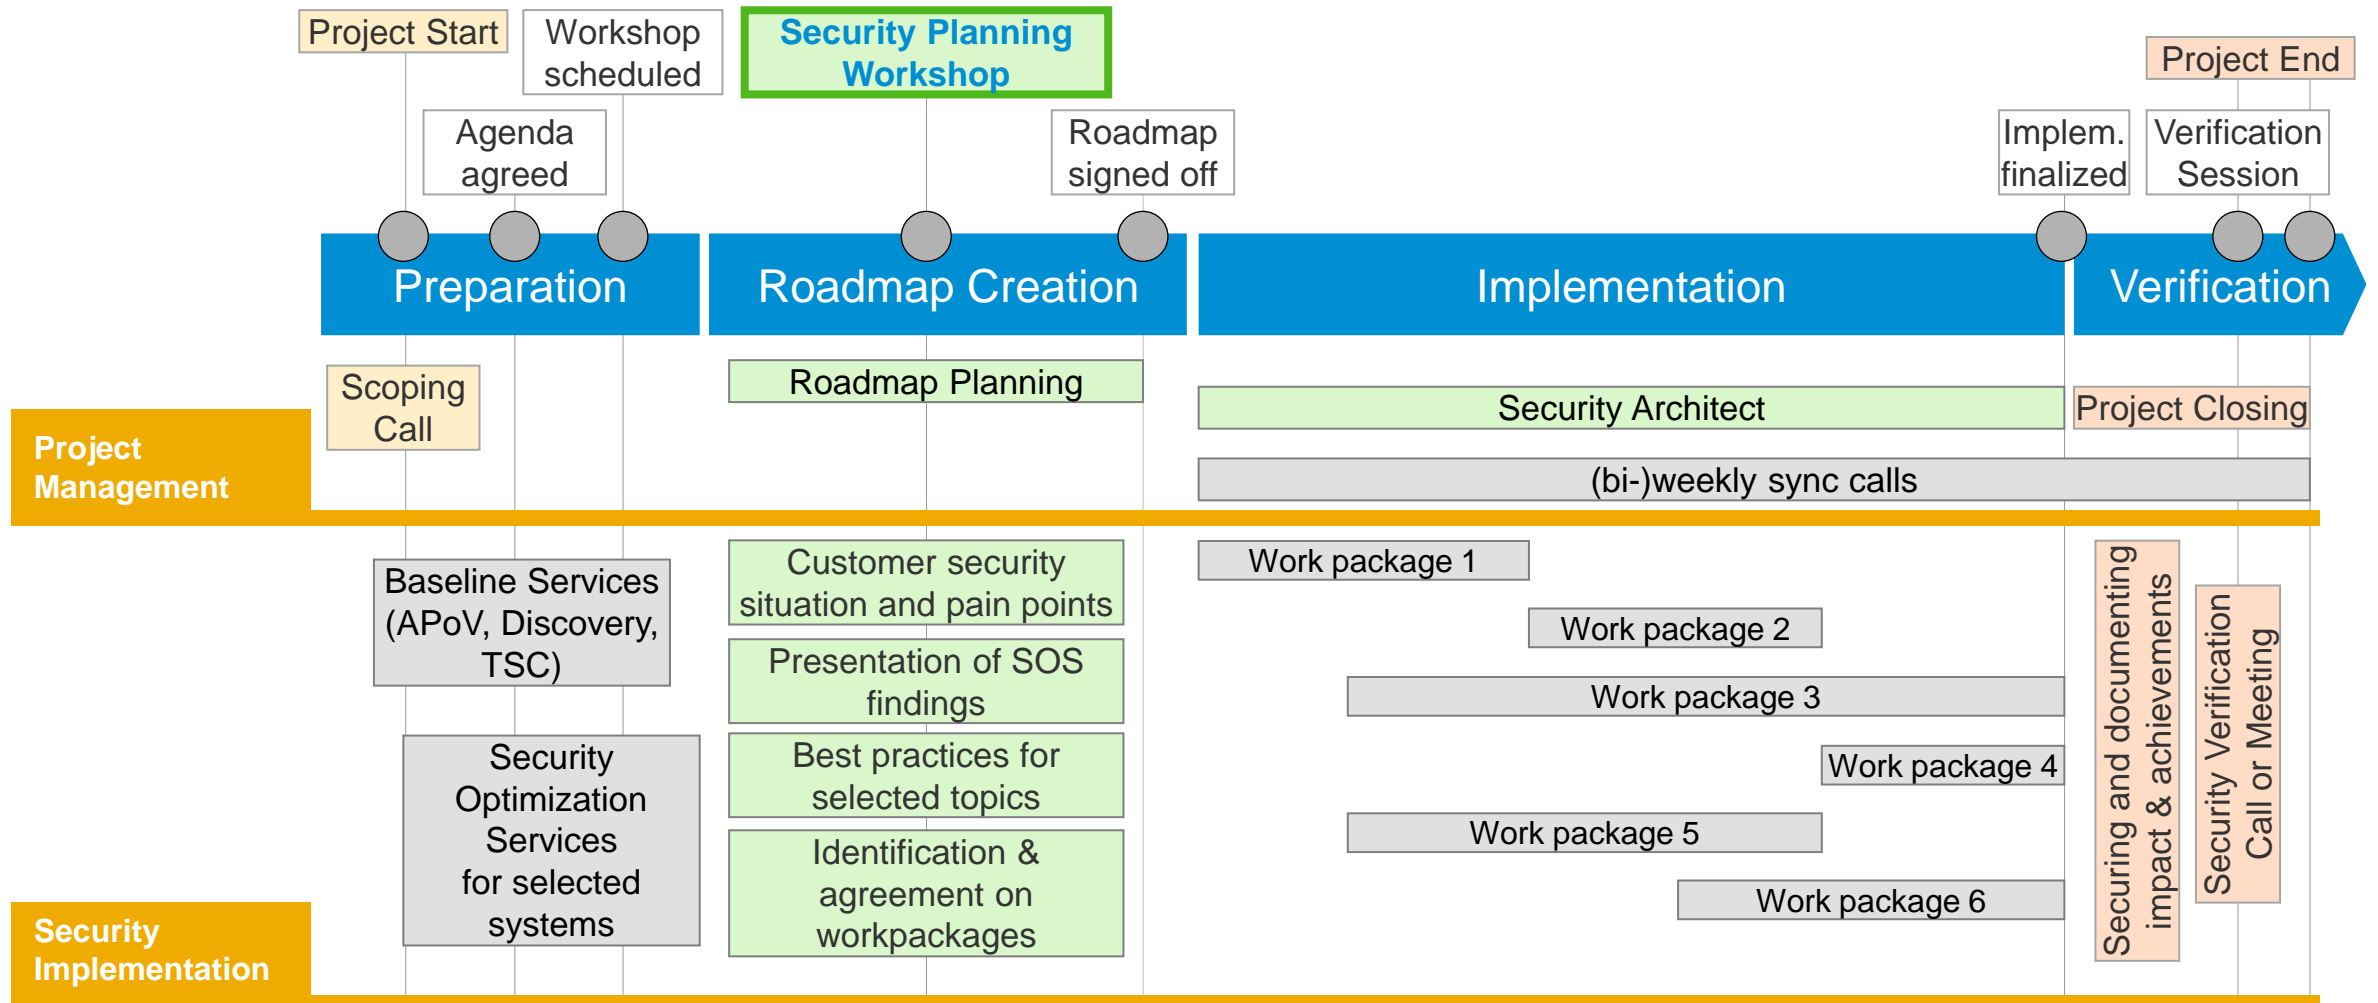 Project Start
Workshop
scheduled
Security Planning
Workshop
Project End
Agenda
agreed
Roadmap
signed off
Implem.
finalized
Verification
Session
Preparation
Roadmap Creation
Implementation
Verification
Scoping
Call
Roadmap Planning
Security Architect
Project Closing
Project
Management
(bi-)weekly sync calls
Baseline Services
(APoV, Discovery,
TSC)
Security
Optimization
Services
for selected
systems
Customer security
situation and pain points
Presentation of SOS
findings
Best practices for
selected topics
Identification &
agreement on
workpackages
Work package 1
Work package 2
Work package 3
Work package 4
Work package 5
Work package 6
Securing and documenting
impact & achievements
Security Verification
Call or Meeting
Security
Implementation